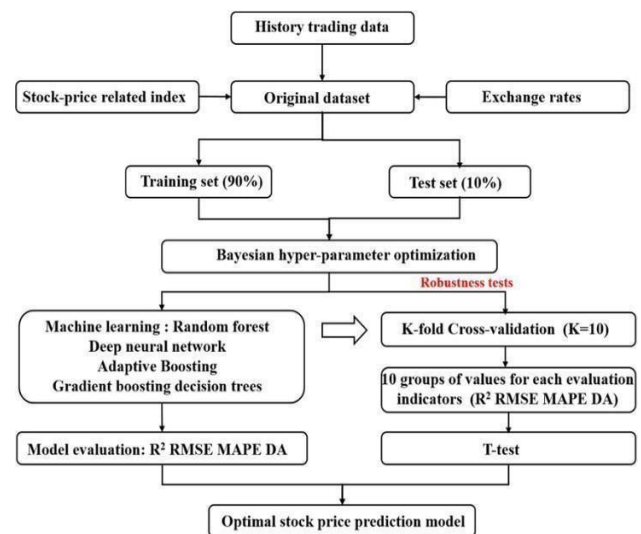 History trading data
Stock-price related index
Original dataset
Exchange rates
Training set (90%)
Test set (10%)
Bayesian hyper-parameter optimization
Robustness tests
Machine learning : Random forest
Deep neural network
Adaptive Boosting
Gradient boosting decision trees
K-fold Cross-validation (K=10)
10 groups of values for each evaluation
indicators (R² RMSE MAPE DA)
Model evaluation: R² RMSE MAPE DA
T-test
Optimal stock price prediction model